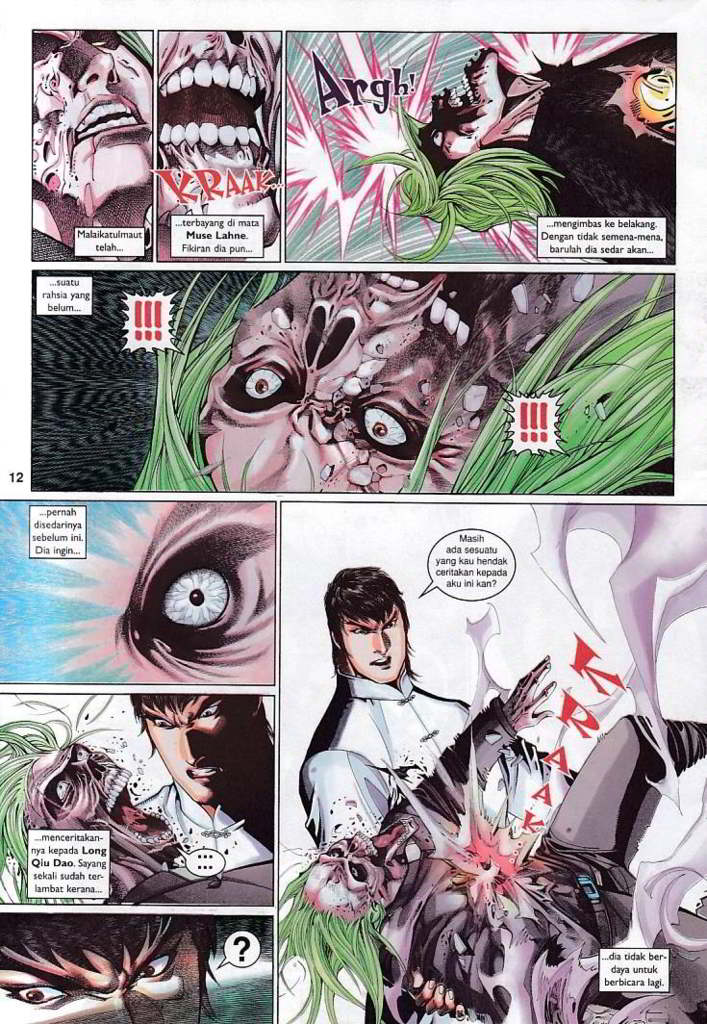 Malaikatulmaut
telah...
KRAAK...
...terbayang di mata
Muse Lahne.
Fikiran dia pun...
Argh!
...mengimbas ke belakang.
Dengan tidak semena-mena,
barulah dia sedar akan...
...suatu
rahsia yang
belum...
!!!
!!!
12
...pernah
disedarinya
sebelum ini.
Dia ingin...
...menceritakan-
nya kepada Long
Qiu Dao. Sayang
sekali sudah ter-
lambat kerana...
...
...
?
Masih
ada sesuatu
yang kau hendak
ceritakan kepada
aku ini kan?
KRAAK
...dia tidak ber-
daya untuk
berbicara lagi.